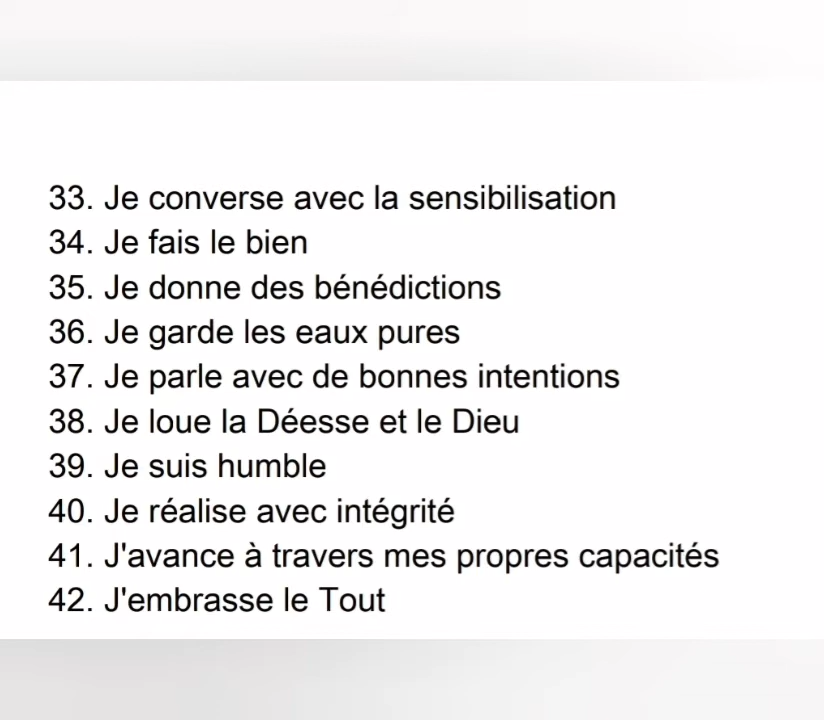 33. Je converse avec la sensibilisation
34. Je fais le bien
35. Je donne des bénédictions
36. Je garde les eaux pures
37. Je parle avec de bonnes intentions
38. Je loue la Déesse et le Dieu
39. Je suis humble
40. Je réalise avec intégrité
41. J'avance à travers mes propres capacités
42. J'embrasse le Tout